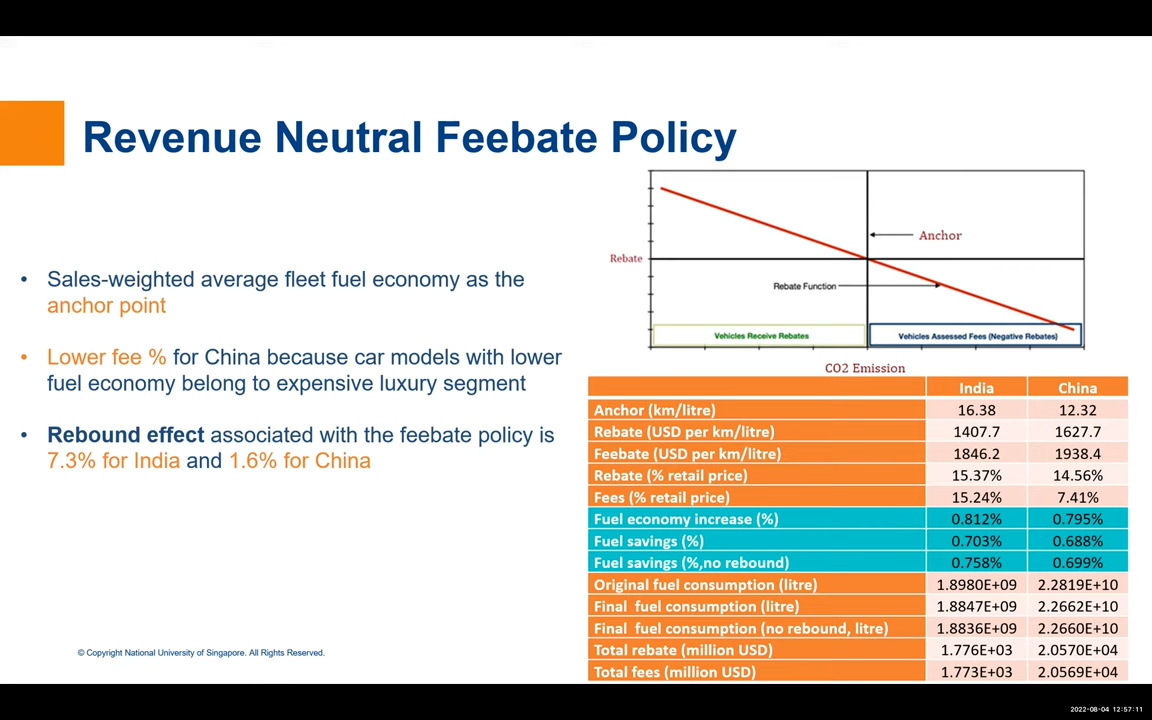 Revenue Neutral Feebate Policy
• Sales-weighted average fleet fuel economy as the
anchor point
• Lower fee % for China because car models with lower
fuel economy belong to expensive luxury segment
• Rebound effect associated with the feebate policy is
7.3% for India and 1.6% for China
© Copyright National University of Singapore. All Rights Reserved.
Anchor
Rebate
Rebate Function
Vehicles Receive Rebates
Vehicles Assessed Fees (Negative Rebates)
CO2 Emission
India China
Anchor (km/litre) 16.38 12.32
Rebate (USD per km/litre) 1407.7 1627.7
Feebate (USD per km/litre) 1846.2 1938.4
Rebate (% retail price) 15.37% 14.56%
Fees (% retail price) 15.24% 7.41%
Fuel economy increase (%) 0.812% 0.795%
Fuel savings (%) 0.703% 0.688%
Fuel savings (%,no rebound) 0.758% 0.699%
Original fuel consumption (litre) 1.8980E+09 2.2819E+10
Final fuel consumption (litre) 1.8847E+09 2.2662E+10
Final fuel consumption (no rebound, litre) 1.8836E+09 2.2660E+10
Total rebate (million USD) 1.776E+03 2.0570E+04
Total fees (million USD) 1.773E+03 2.0569E+04
2022-08-04 12:57:11